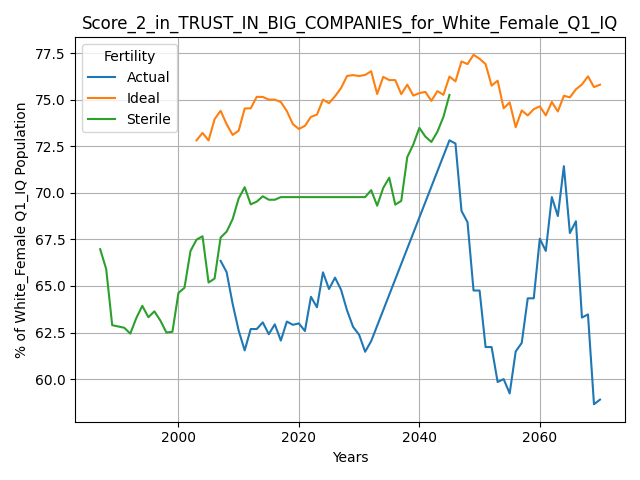 Score_2_in_TRUST_IN_BIG_COMPANIES_for_White_Female_Q1_IQ
Fertility
Actual
Ideal
Sterile
% of White_Female Q1_IQ Population
77.5
75.0
72.5
70.0
67.5
65.0
62.5
60.0
2000
2020
2040
2060
Years